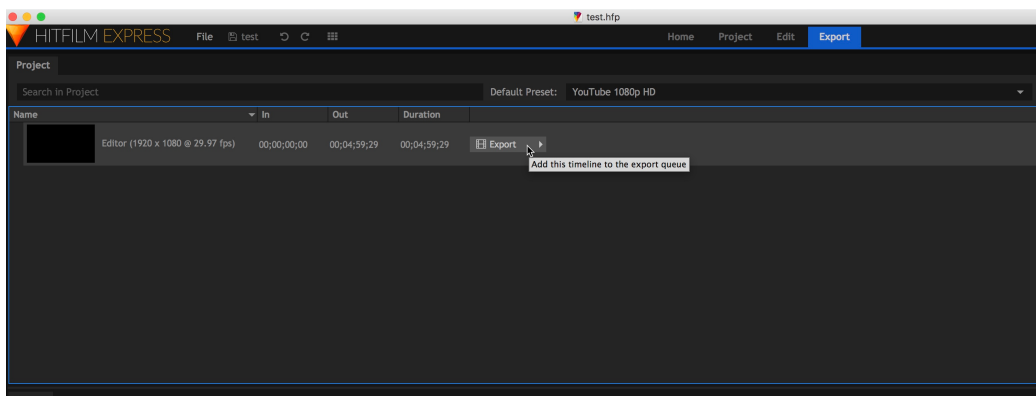 test.hfp
HITFILM EXPRESS File test Home Project Edit Export
Project
Search in Project Default Preset: YouTube 1080p HD
Name In Out Duration
Editor (1920 x 1080 @ 29.97 fps) 00;00;00;00 00;04;59;29 00;04;59;29 Export
Add this timeline to the export queue